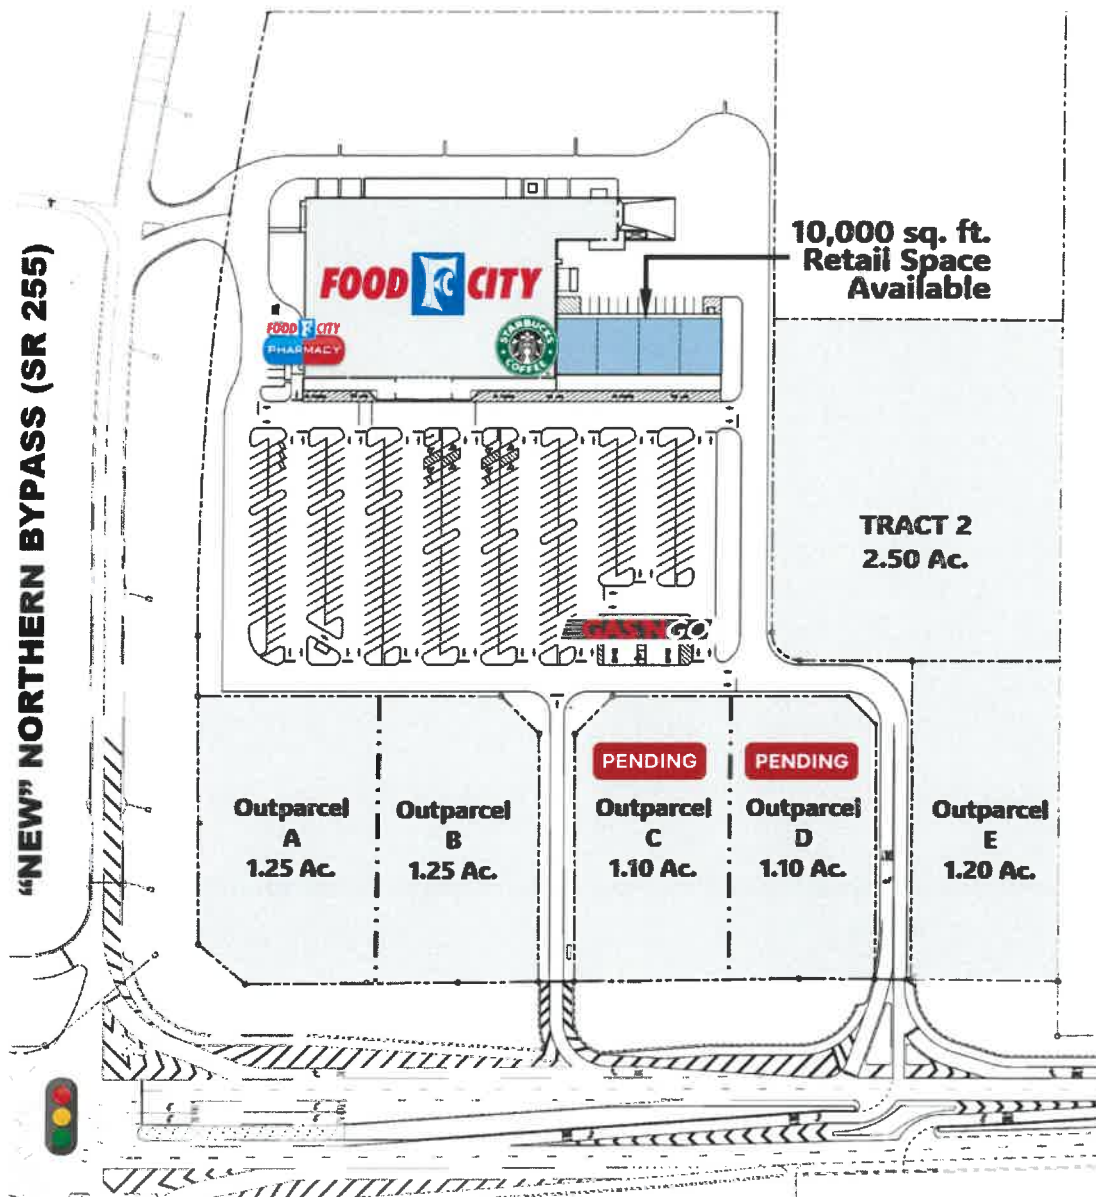 10,000 sq. ft.
Retail Space
Available
FOOD FC CITY
FOOD FC CITY
PHARMACY
STARBUCKS
COFFEE
"NEW" NORTHERN BYPASS (SR 255)
TRACT 2
2.50 Ac.
GAS'N GO
PENDING
PENDING
Outparcel
A
1.25 Ac.
Outparcel
B
1.25 Ac.
Outparcel
C
1.10 Ac.
Outparcel
D
1.10 Ac.
Outparcel
E
1.20 Ac.